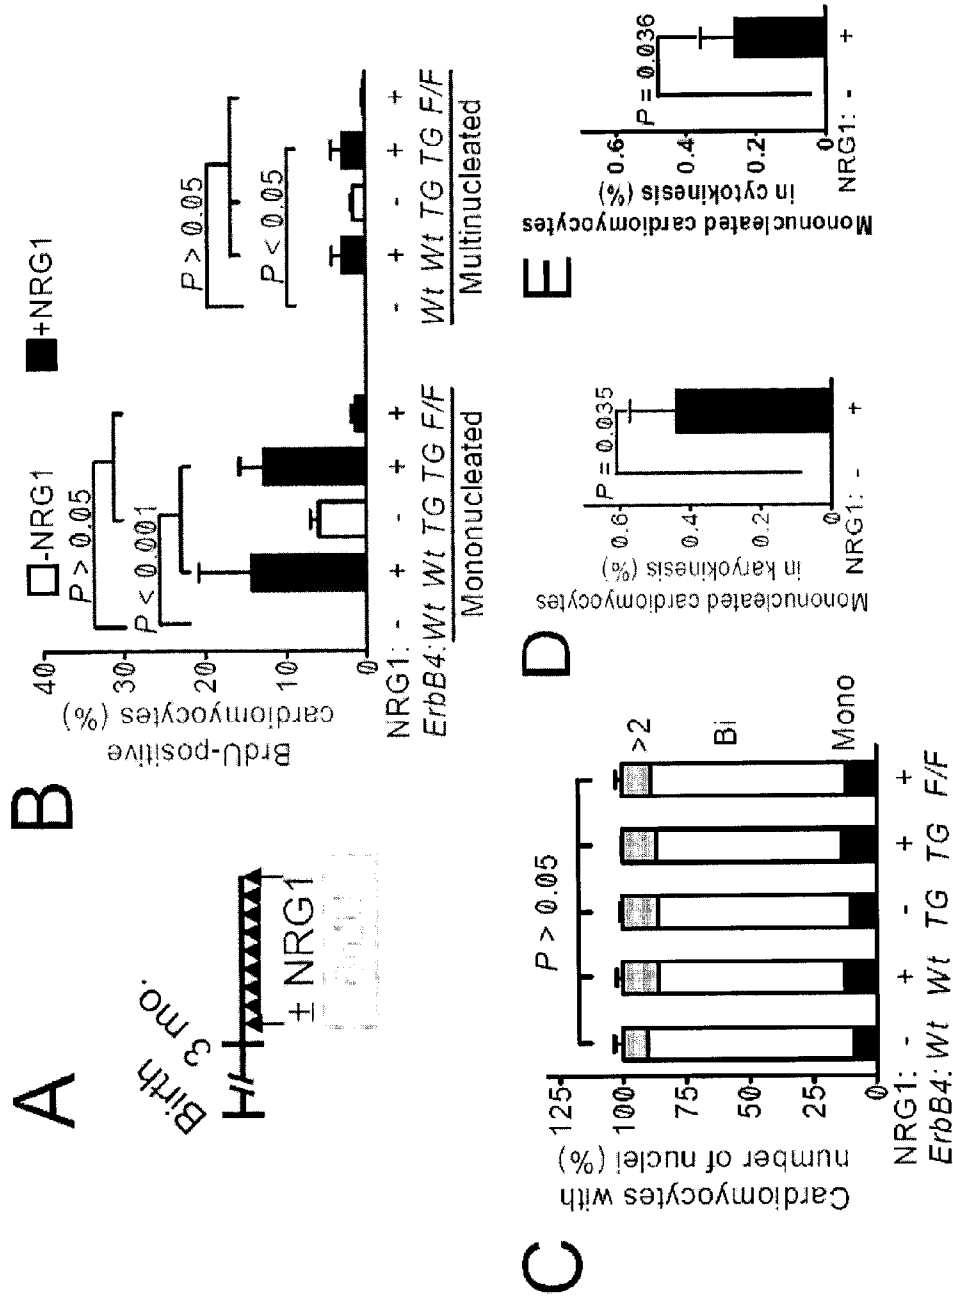 A
Birth
3 mo.
± NRG1
B
-NRG1
+NRG1
BrdU-positive
cardiomyocytes (%)
40
30
20
10
0
P > 0.05
P < 0.001
P > 0.05
P < 0.05
NRG1: - + - + + - + - + +
ErbB4: Wt Wt TG TG F/F Wt Wt TG TG F/F
Mononucleated
Multinucleated
C
Cardiomyocytes with
number of nuclei (%)
125
100
75
50
25
0
P > 0.05
>2
Bi
Mono
NRG1: - + - + +
ErbB4: Wt Wt TG TG F/F
D
Mononucleated cardiomyocytes
in karyokinesis (%)
0.6
0.4
0.2
0
P = 0.035
NRG1: - +
E
Mononucleated cardiomyocytes
in cytokinesis (%)
0.6
0.4
0.2
0
P = 0.036
NRG1: - +